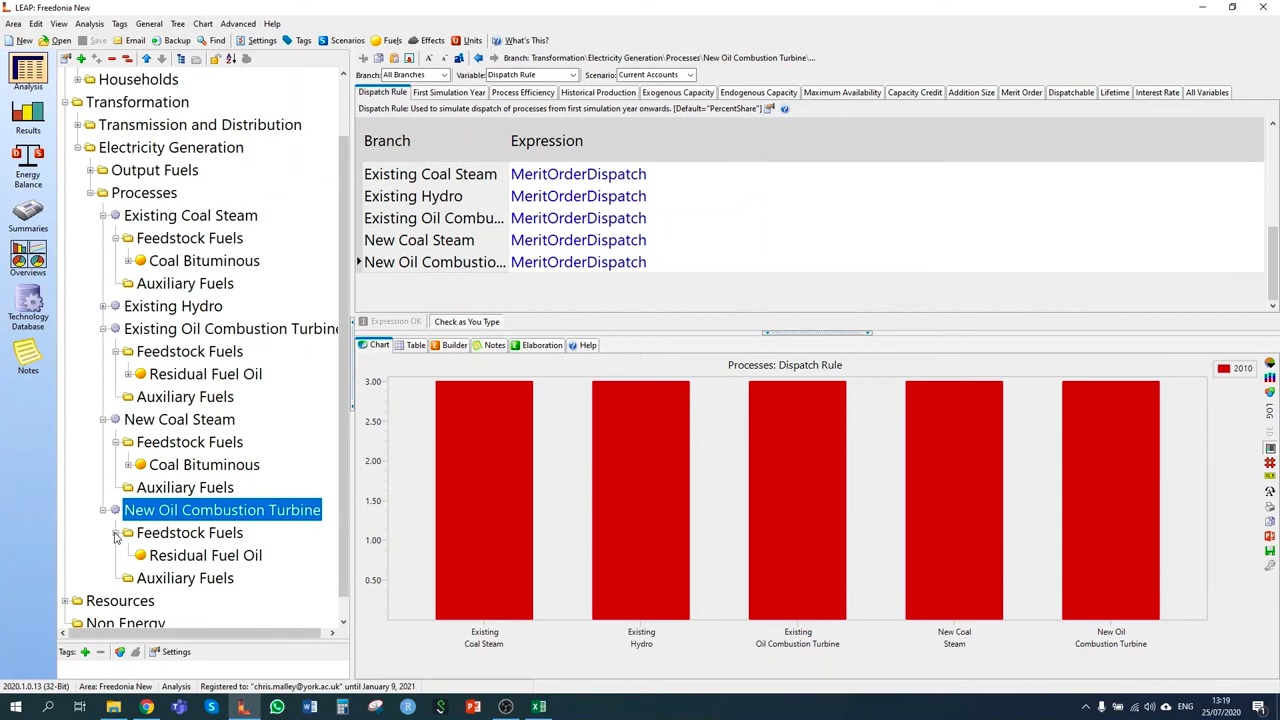 LEAP: Freedonia New
Area Edit View Analysis Tags General Tree Chart Advanced Help
New Open Save Email Backup Find Settings Tags Scenarios Fuels Effects Units What's This?
Analysis
Results
Energy
Balance
Summaries
Overviews
Technology
Database
Notes
Households
Transformation
Transmission and Distribution
Electricity Generation
Output Fuels
Processes
Existing Coal Steam
Feedstock Fuels
Coal Bituminous
Auxiliary Fuels
Existing Hydro
Existing Oil Combustion Turbine
Feedstock Fuels
Residual Fuel Oil
Auxiliary Fuels
New Coal Steam
Feedstock Fuels
Coal Bituminous
Auxiliary Fuels
New Oil Combustion Turbine
Feedstock Fuels
Residual Fuel Oil
Auxiliary Fuels
Resources
Non Energy
Tags: Settings
Branch: Transformation\Electricity Generation\Processes\New Oil Combustion Turbine\...
Branch: All Branches Variable: Dispatch Rule Scenario: Current Accounts
Dispatch Rule First Simulation Year Process Efficiency Historical Production Exogenous Capacity Endogenous Capacity Maximum Availability Capacity Credit Addition Size Merit Order Dispatchable Lifetime Interest Rate All Variables
Dispatch Rule: Used to simulate dispatch of processes from first simulation year onwards. [Default="PercentShare"]
Branch Expression
Existing Coal Steam MeritOrderDispatch
Existing Hydro MeritOrderDispatch
Existing Oil Combu... MeritOrderDispatch
New Coal Steam MeritOrderDispatch
New Oil Combustio... MeritOrderDispatch
Expression OK Check as You Type
Chart Table Builder Notes Elaboration Help
Processes: Dispatch Rule
2010
3.00
2.50
2.00
1.50
1.00
0.50
Existing
Coal Steam
Existing
Hydro
Existing
Oil Combustion Turbine
New Coal
Steam
New Oil
Combustion Turbine
LOG
3D
2020.1.0.13 (32-Bit) Area: Freedonia New Analysis Registered to: "chris.malley@york.ac.uk" until January 9, 2021
ENG
13:19
25/07/2020